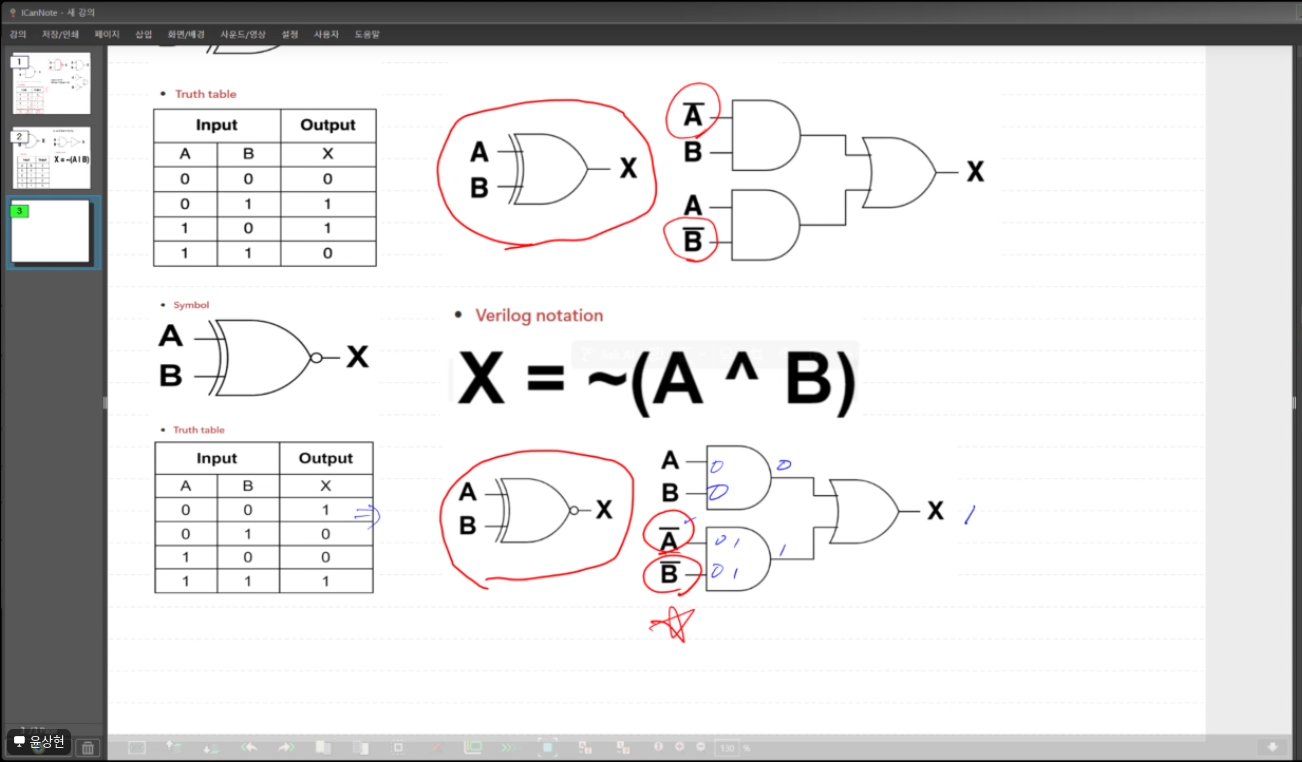 ICanNote - 새 강의
강의 저장/인쇄 페이지 삽입 화면/배경 사운드/영상 설정 사용자 도움말
1
2
X = ~(A | B)
3
• Truth table
Input Output
A B X
0 0 0
0 1 1
1 0 1
1 1 0
A
B
X
A̅
B
A
B̅
X
• Symbol
A
B
X
• Verilog notation
X = ~(A ^ B)
• Truth table
Input Output
A B X
0 0 1
0 1 0
1 0 0
1 1 1
A
B
X
A 0 0
B 0
A̅ 0 1 1
B̅ 0 1
X 1
윤상현
130 %